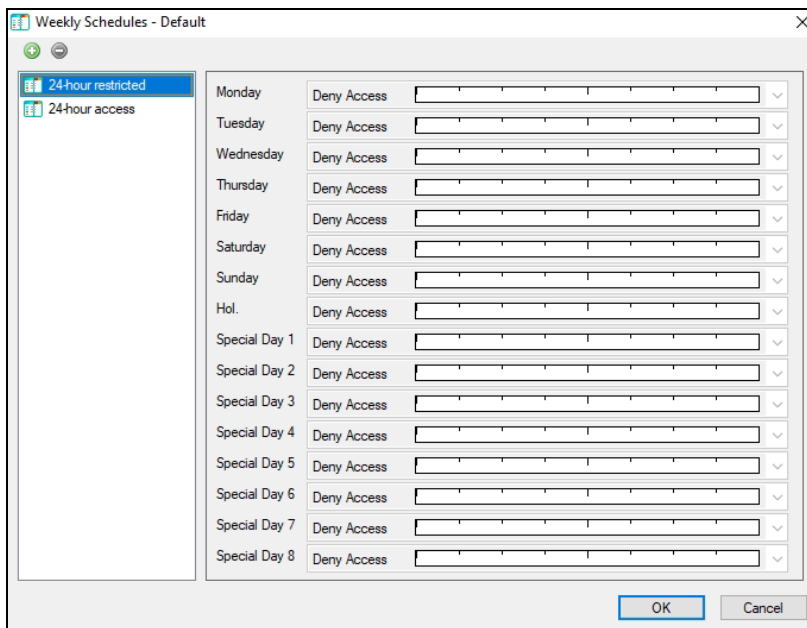 Weekly Schedules - Default
24-hour restricted
24-hour access
Monday Deny Access
Tuesday Deny Access
Wednesday Deny Access
Thursday Deny Access
Friday Deny Access
Saturday Deny Access
Sunday Deny Access
Hol. Deny Access
Special Day 1 Deny Access
Special Day 2 Deny Access
Special Day 3 Deny Access
Special Day 4 Deny Access
Special Day 5 Deny Access
Special Day 6 Deny Access
Special Day 7 Deny Access
Special Day 8 Deny Access
OK Cancel